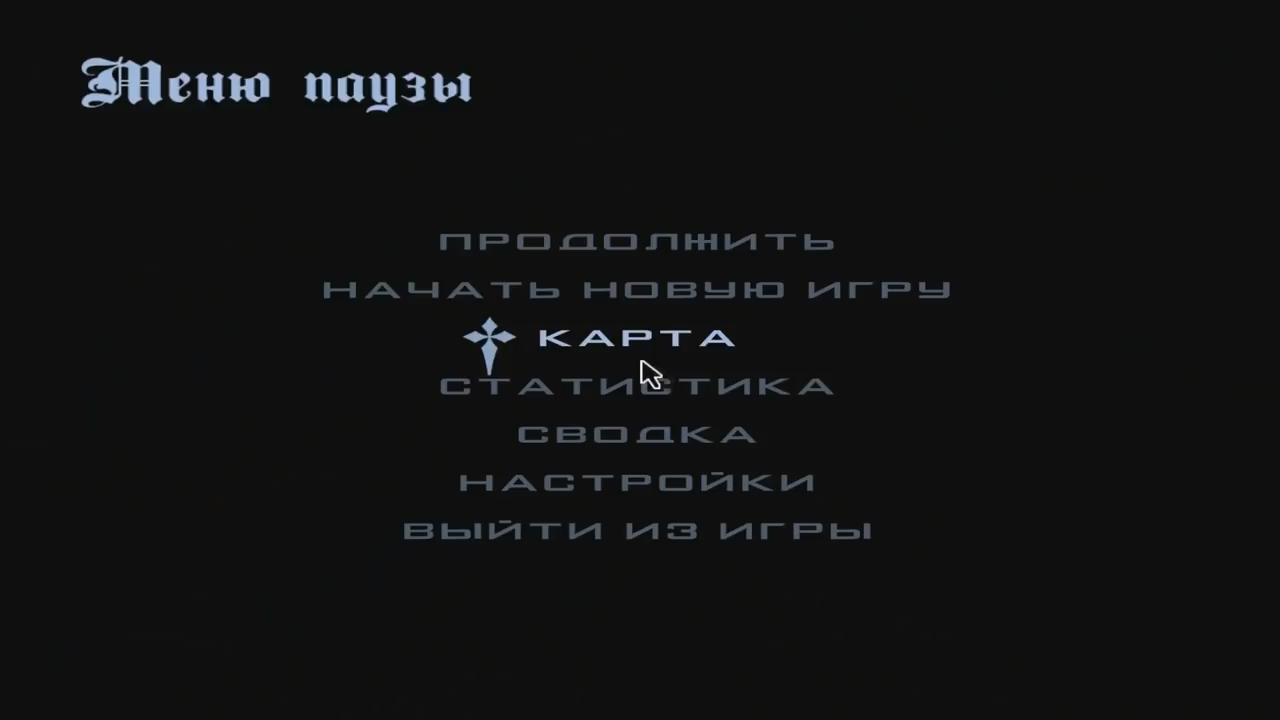 Меню паузы
ПРОДОЛЖИТЬ
НАЧАТЬ НОВУЮ ИГРУ
КАРТА
СТАТИСТИКА
СВОДКА
НАСТРОЙКИ
ВЫЙТИ ИЗ ИГРЫ